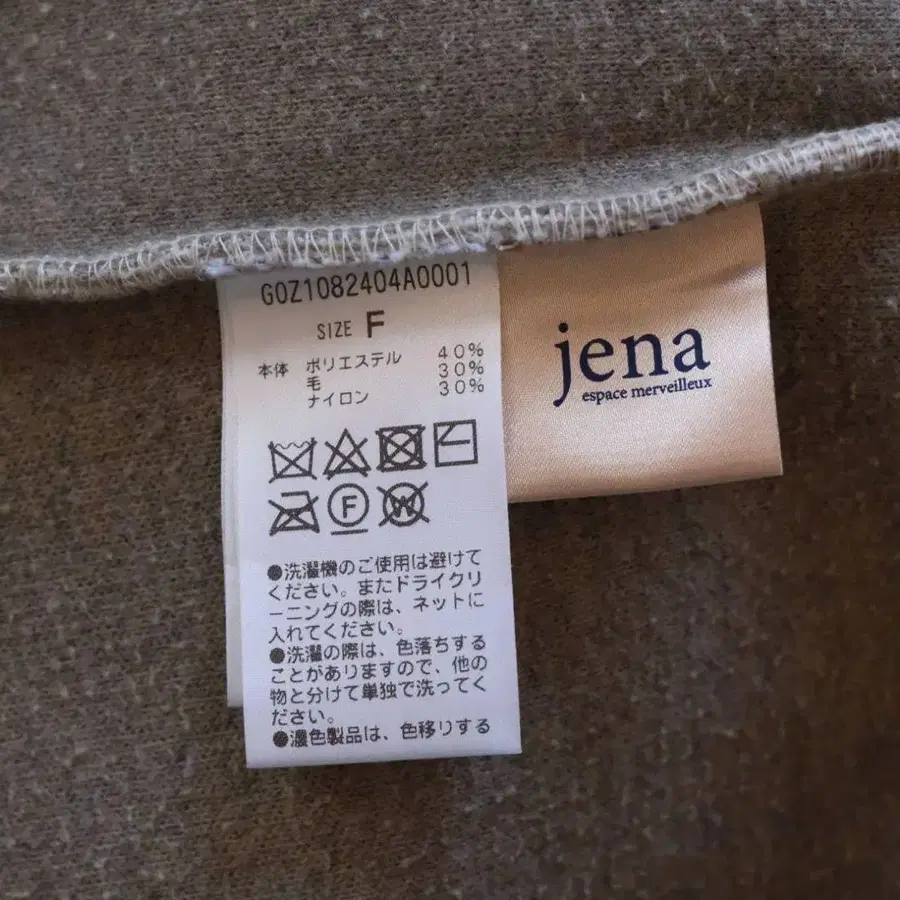 G0Z1082404A0001
SIZE F
本体 ポリエステル 40%
毛 30%
ナイロン 30%
F
W
●洗濯機のご使用は避けて
ください。またドライクリ
ーニングの際は、ネットに
入れてください。
●洗濯の際は、色落ちする
ことがありますので、他の
物と分けて単独で洗ってく
ださい。
●濃色製品は、色移りする
jena
espace merveilleux